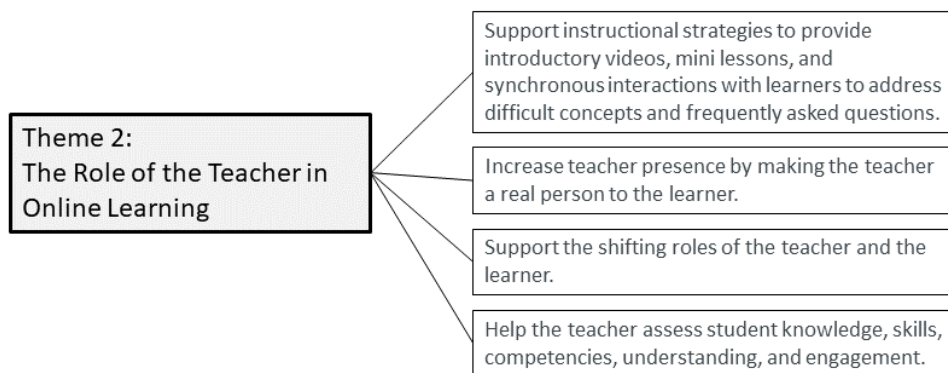 Theme 2:
The Role of the Teacher in
Online Learning
Support instructional strategies to provide
introductory videos, mini lessons, and
synchronous interactions with learners to address
difficult concepts and frequently asked questions.
Increase teacher presence by making the teacher
a real person to the learner.
Support the shifting roles of the teacher and the
learner.
Help the teacher assess student knowledge, skills,
competencies, understanding, and engagement.